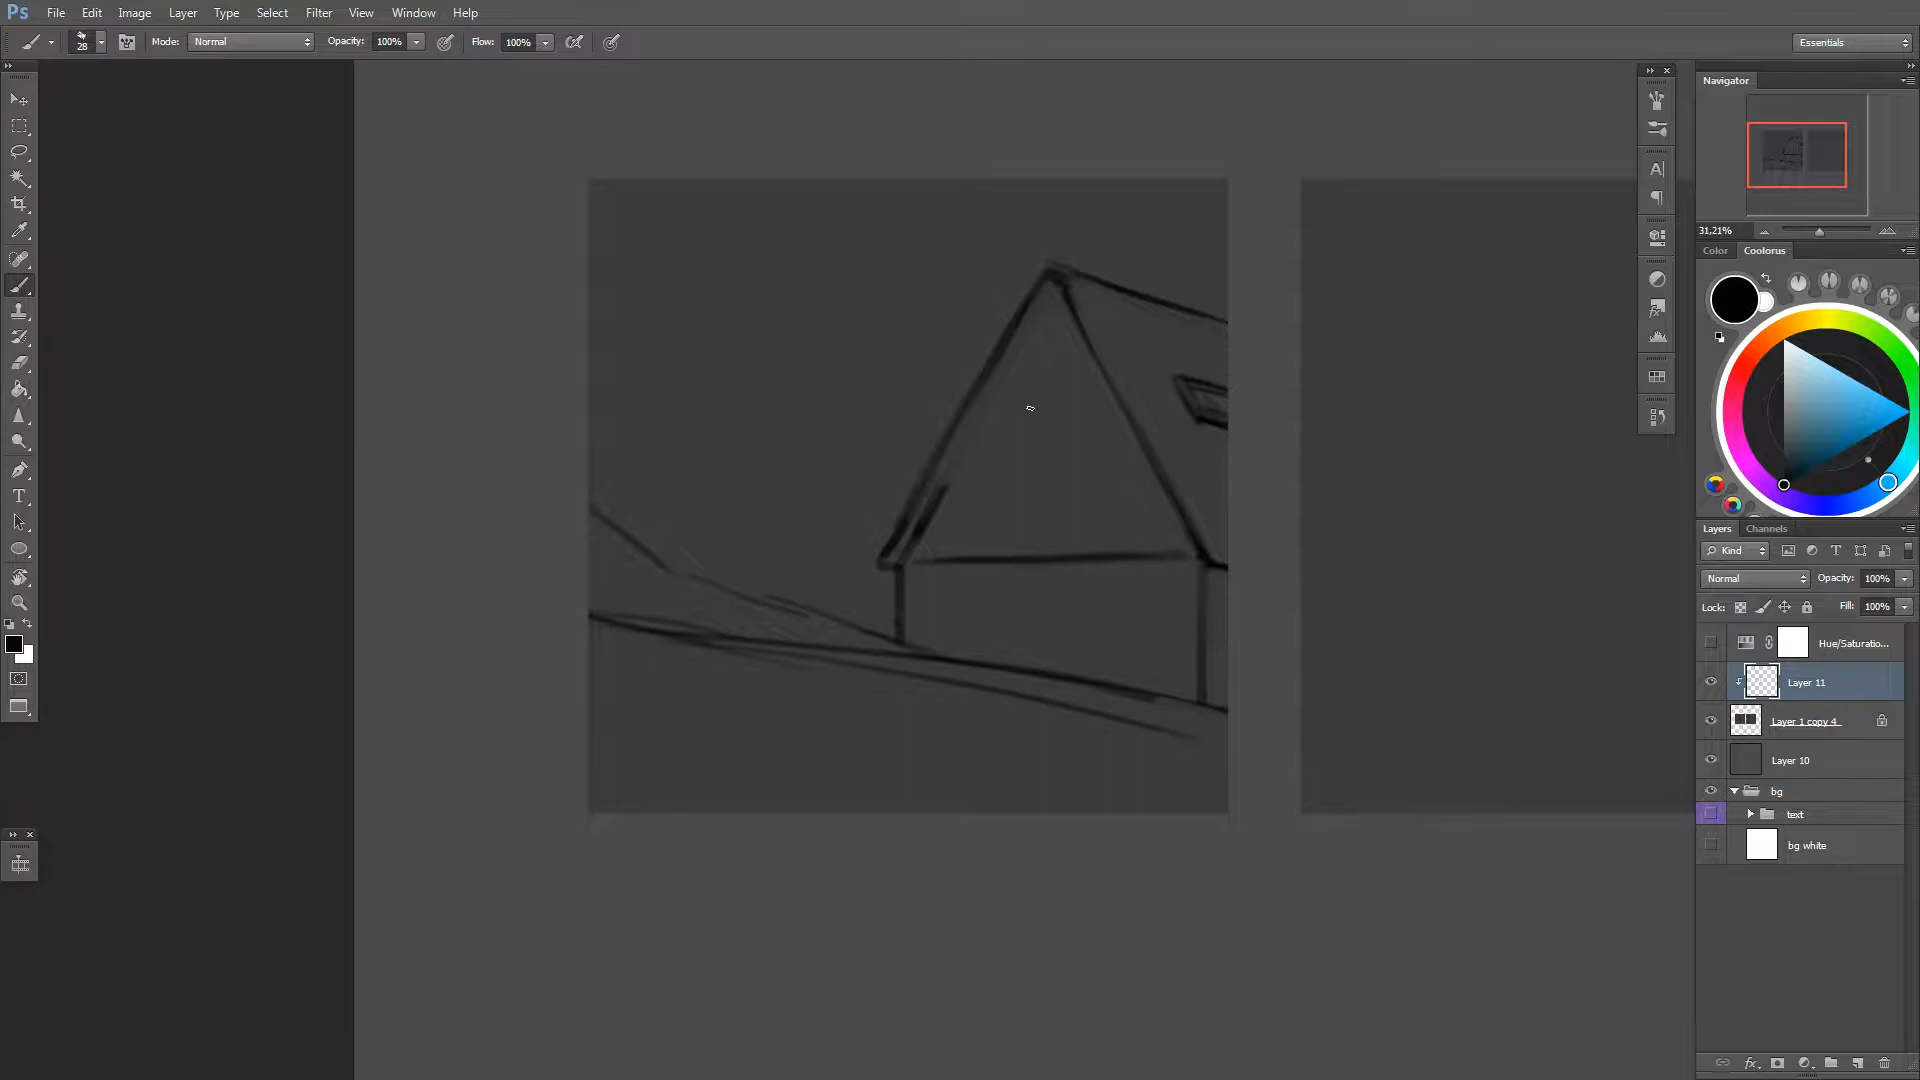 Ps File Edit Image Layer Type Select Filter View Window Help
28 Mode: Normal Opacity: 100% Flow: 100% Essentials
Navigator
31,21%
Color Coolorus
Layers Channels
Kind
Normal Opacity: 100%
Lock: Fill: 100%
Hue/Saturatio...
Layer 11
Layer 1 copy 4
Layer 10
bg
text
bg white